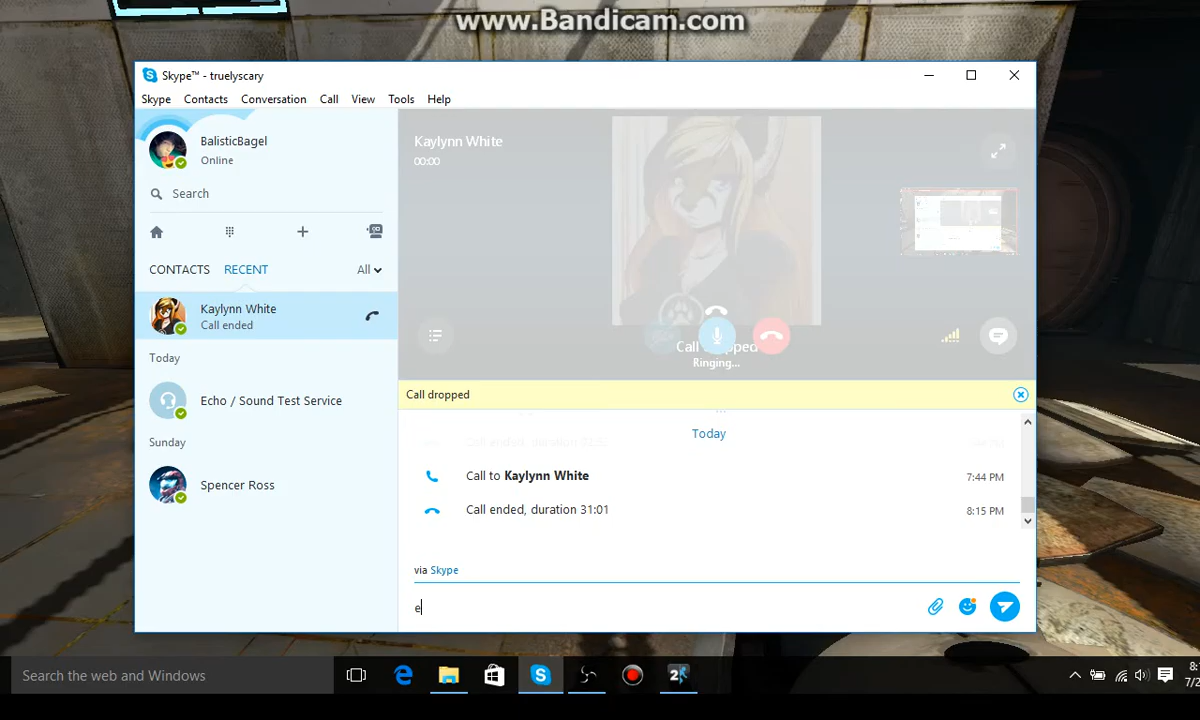 www.Bandicam.com
Skype™ - truelyscary
Skype Contacts Conversation Call View Tools Help
BalisticBagel
Online
Search
CONTACTS RECENT All
Kaylynn White
Call ended
Today
Echo / Sound Test Service
Sunday
Spencer Ross
Kaylynn White
00:00
Ringing...
Call dropped
Today
Call to Kaylynn White 7:44 PM
Call ended, duration 31:01 8:15 PM
via Skype
e
Search the web and Windows